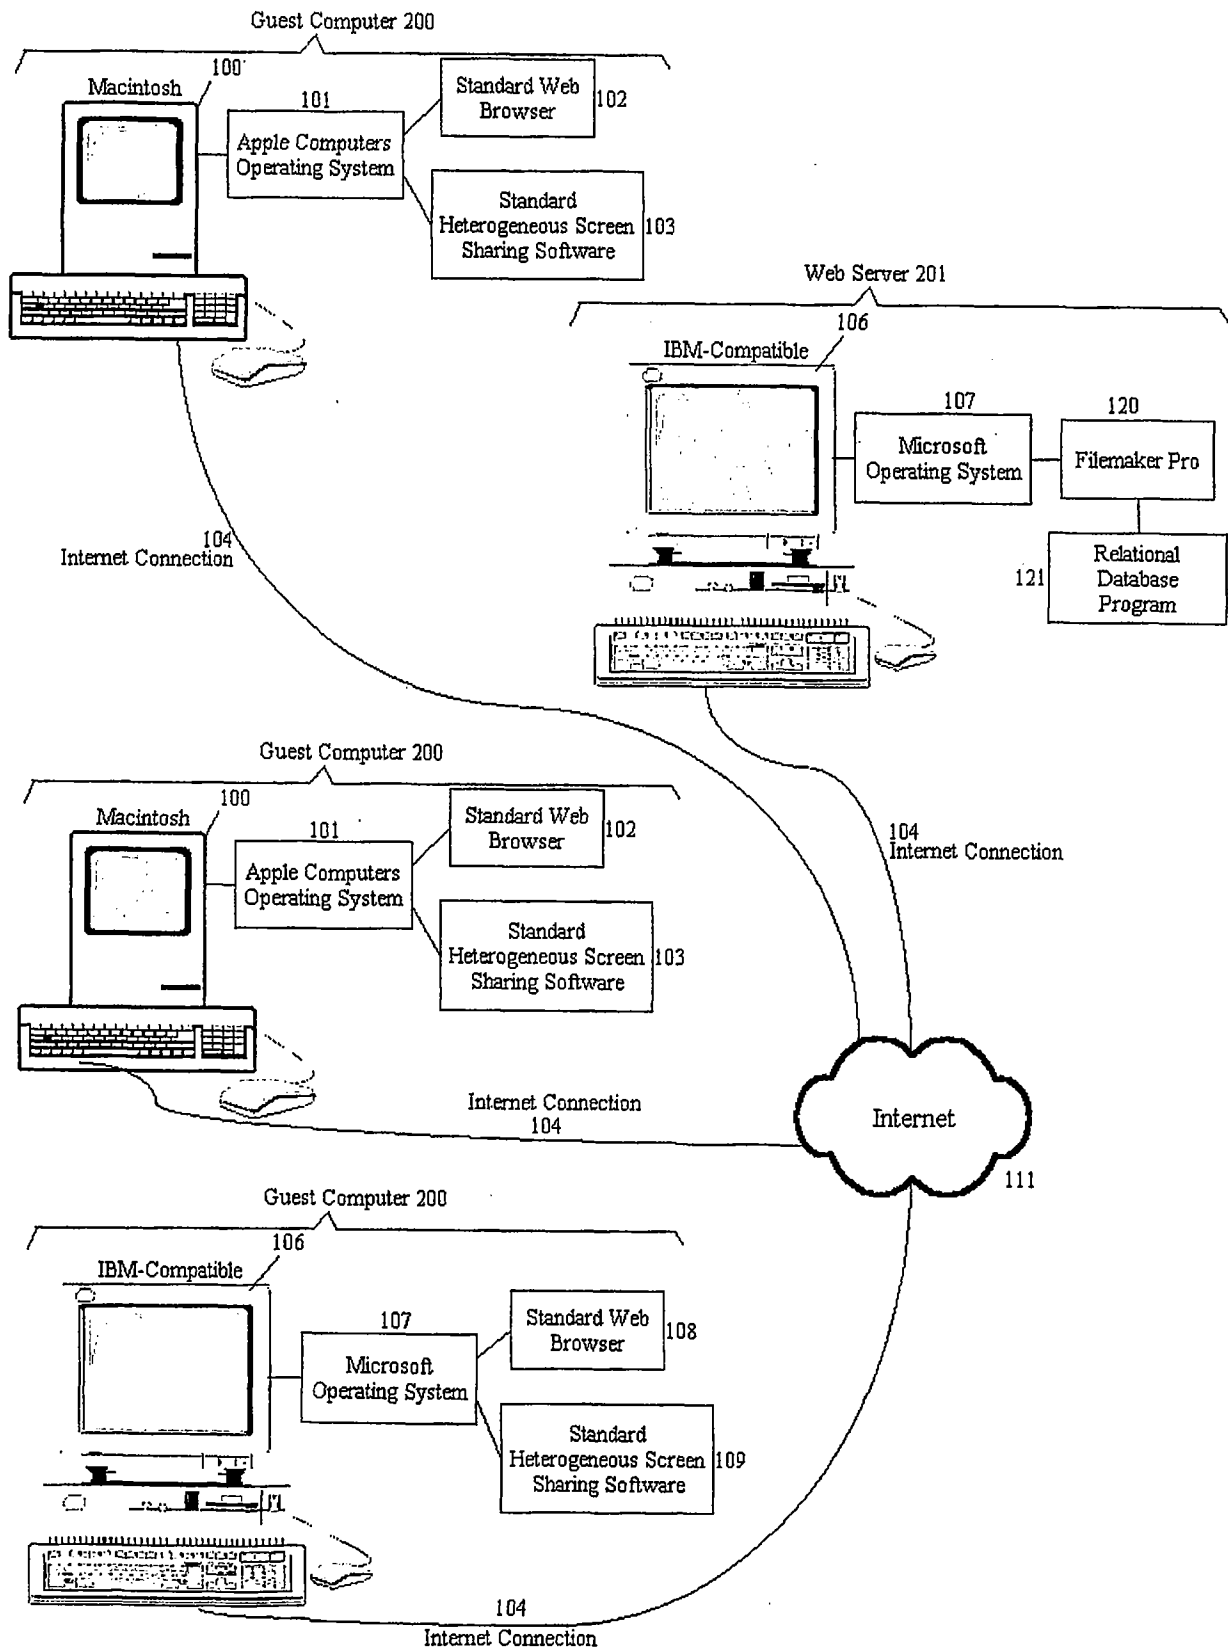 Guest Computer 200
Macintosh
100
101
Apple Computers
Operating System
Standard Web
Browser
102
Standard
Heterogeneous Screen
Sharing Software
103
Web Server 201
106
IBM-Compatible
107
Microsoft
Operating System
120
Filemaker Pro
121
Relational
Database
Program
104
Internet Connection
104
Internet Connection
Guest Computer 200
Macintosh
100
101
Apple Computers
Operating System
Standard Web
Browser
102
Standard
Heterogeneous Screen
Sharing Software
103
Internet Connection
104
Internet
111
Guest Computer 200
106
IBM-Compatible
107
Microsoft
Operating System
Standard Web
Browser
108
Standard
Heterogeneous Screen
Sharing Software
109
104
Internet Connection